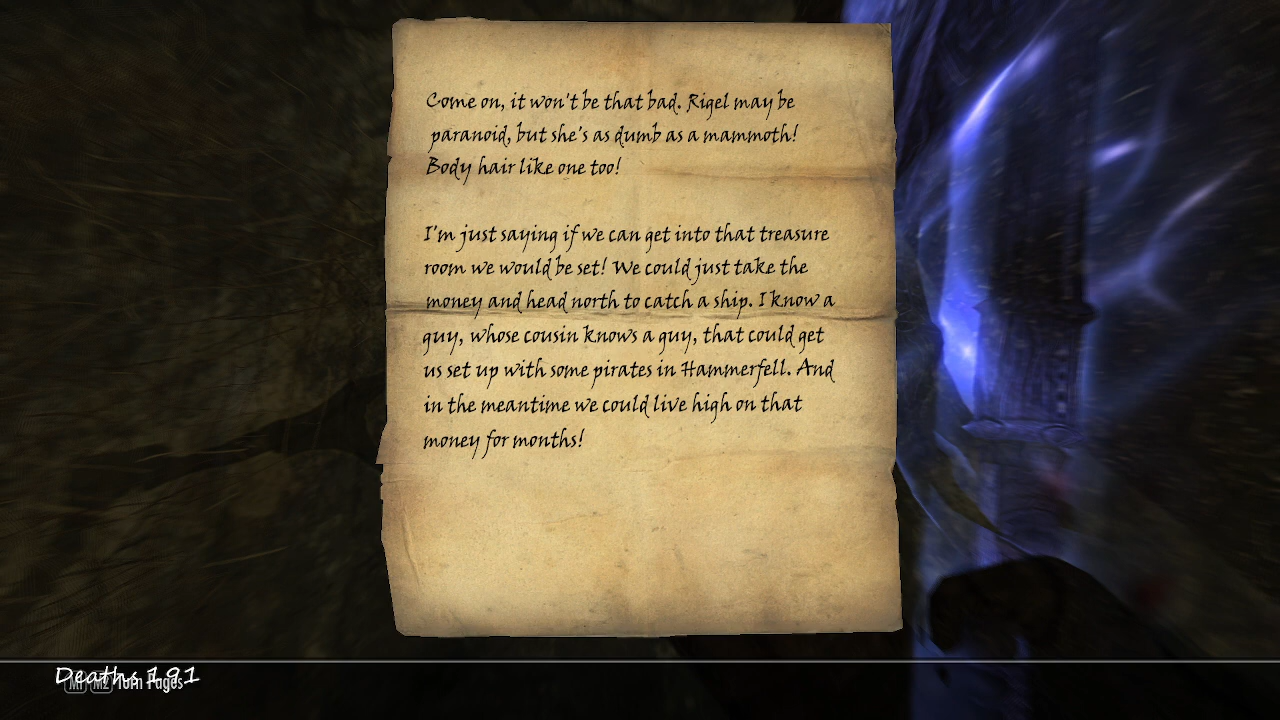 Come on, it won't be that bad. Rigel may be
paranoid, but she's as dumb as a mammoth!
Body hair like one too!
I'm just saying if we can get into that treasure
room we would be set! We could just take the
money and head north to catch a ship. I know a
guy, whose cousin knows a guy, that could get
us set up with some pirates in Hammerfell. And
in the meantime we could live high on that
money for months!
Deaths 191
M1 M2 Turn Pages